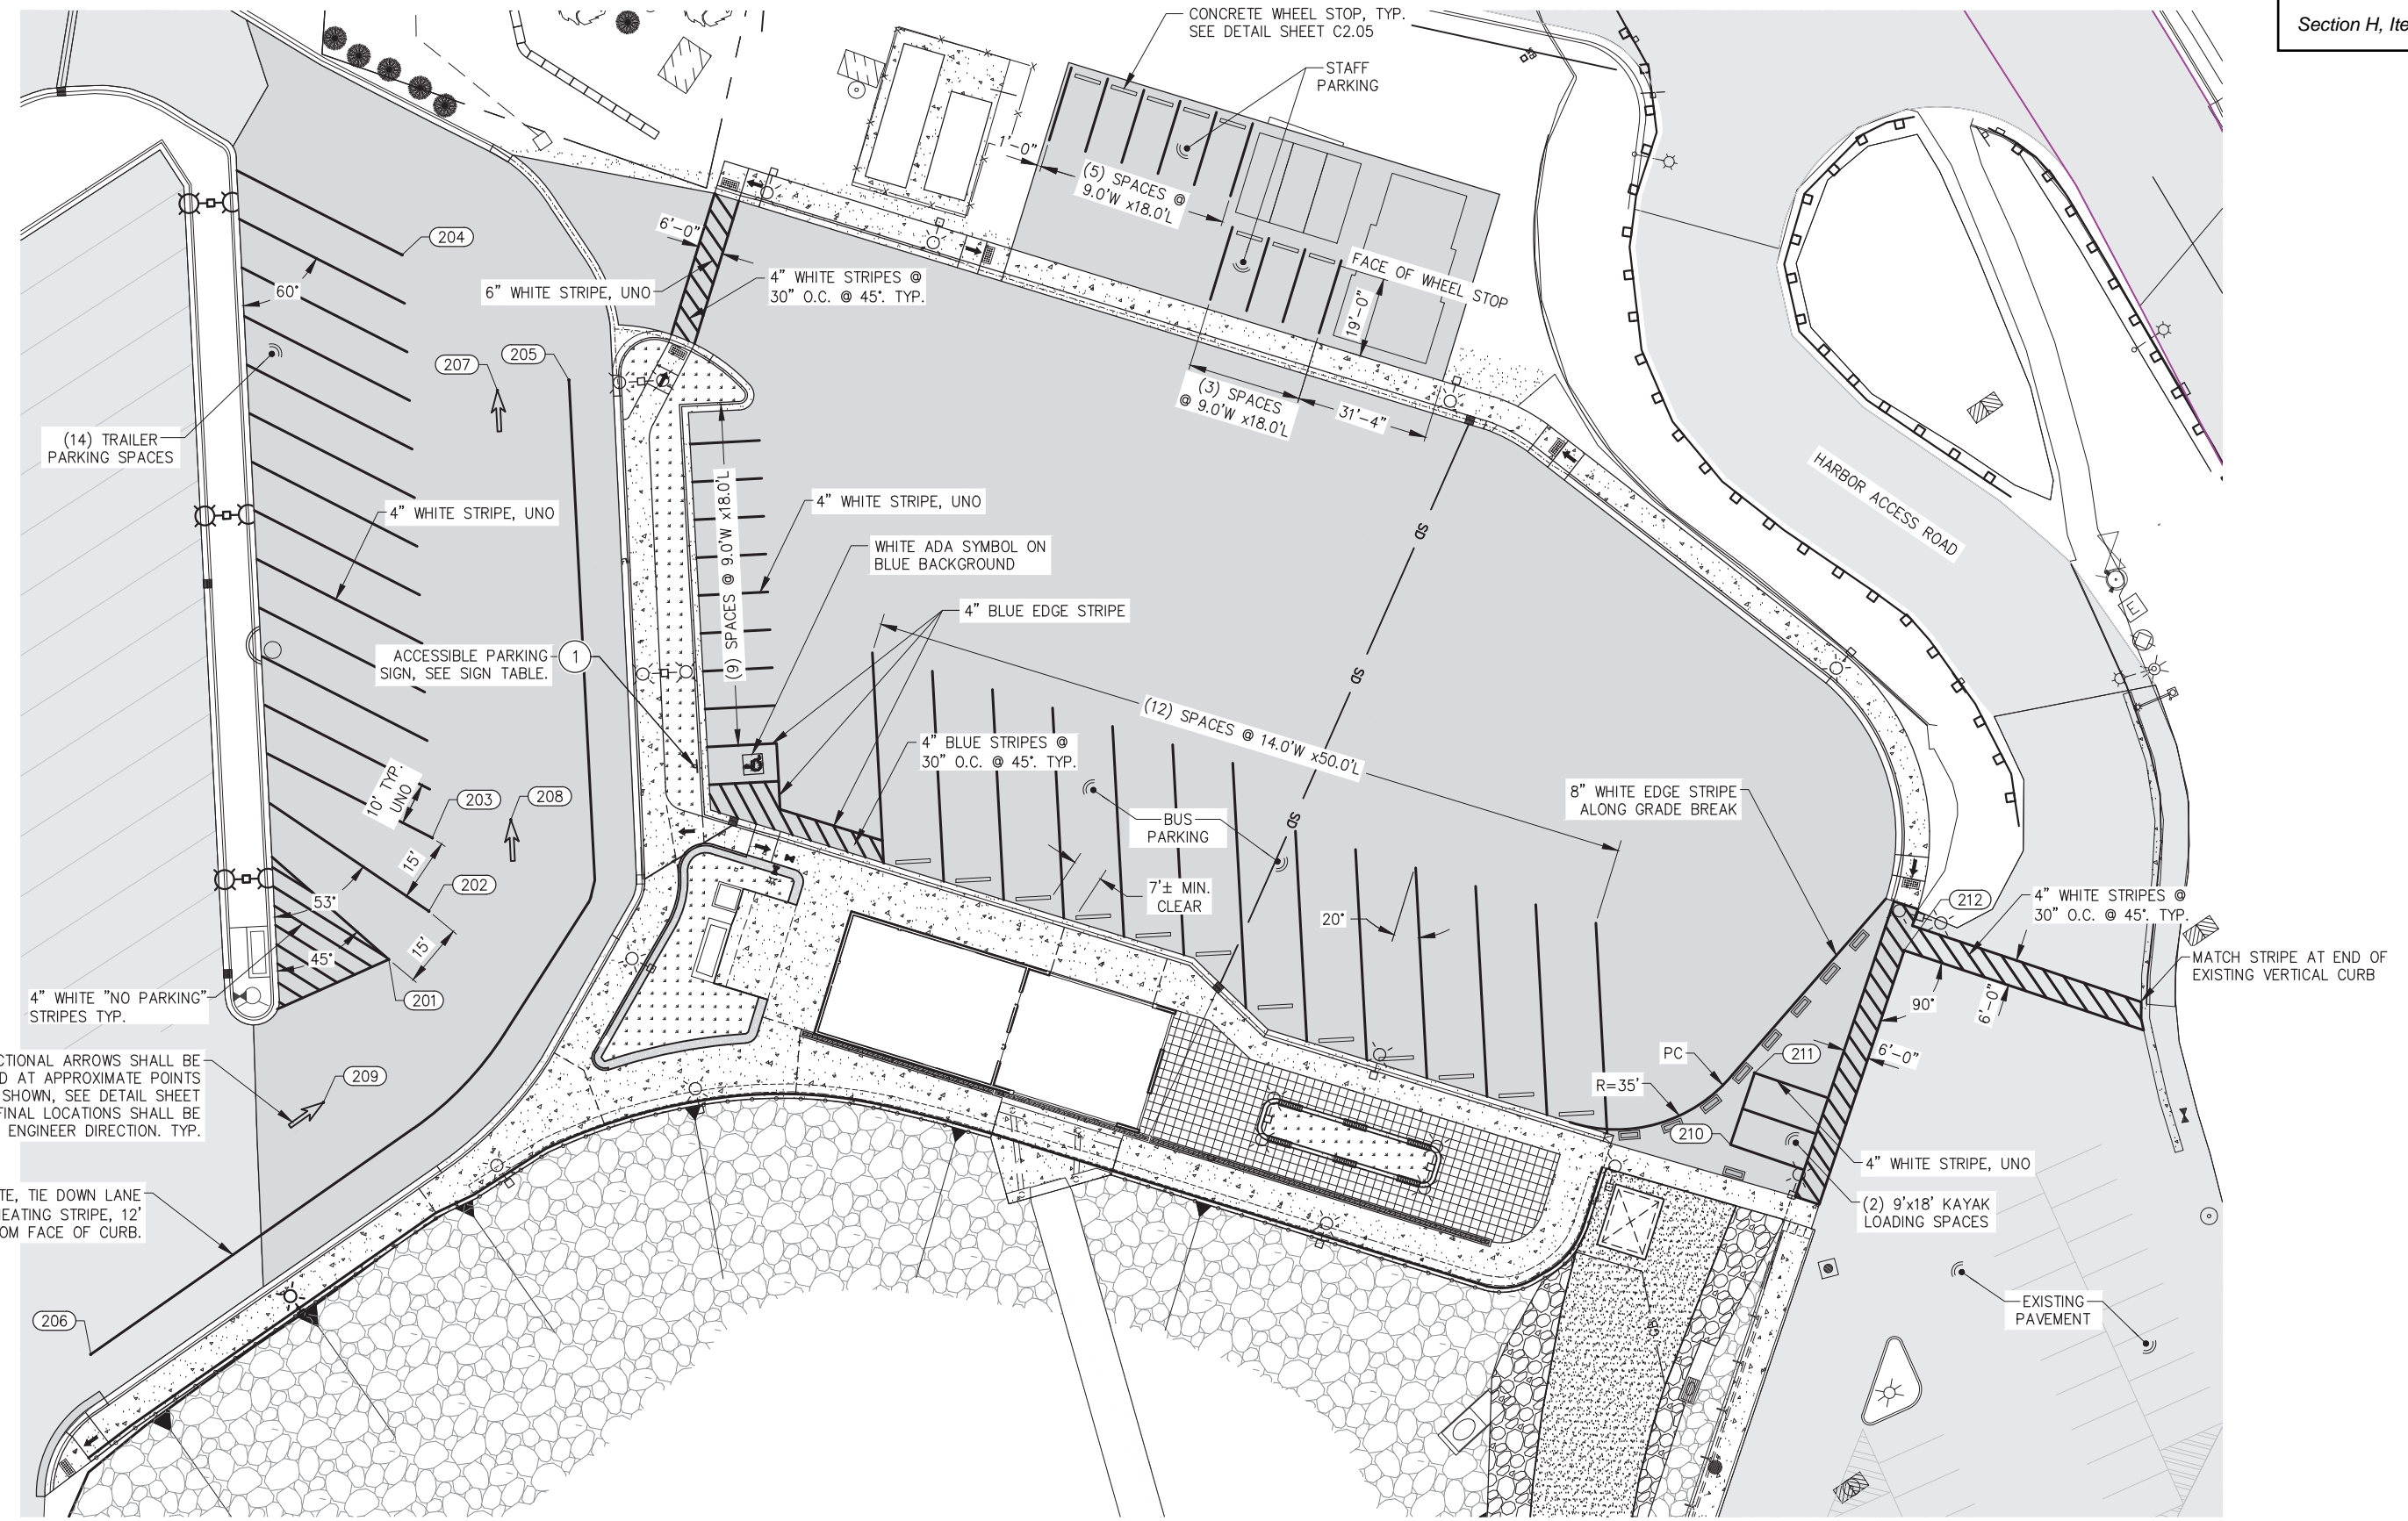 Section H, Ite
CONCRETE WHEEL STOP, TYP.
SEE DETAIL SHEET C2.05
STAFF
PARKING
1'-0"
(5) SPACES @
9.0'W x18.0'L
204
6'-0"
6" WHITE STRIPE, UNO
4" WHITE STRIPES @
30" O.C. @ 45°. TYP.
60°
FACE OF WHEEL STOP
19'-0"
207
205
(3) SPACES
@ 9.0'W x18.0'L
31'-4"
(14) TRAILER
PARKING SPACES
HARBOR ACCESS ROAD
4" WHITE STRIPE, UNO
4" WHITE STRIPE, UNO
(9) SPACES @ 9.0'W x18.0'L
SD
WHITE ADA SYMBOL ON
BLUE BACKGROUND
4" BLUE EDGE STRIPE
E
ACCESSIBLE PARKING
SIGN, SEE SIGN TABLE.
1
SD
(12) SPACES @ 14.0'W x50.0'L
4" BLUE STRIPES @
30" O.C. @ 45°. TYP.
10' TYP.
UNO
203
208
8" WHITE EDGE STRIPE
ALONG GRADE BREAK
BUS
PARKING
SD
15'
202
7'± MIN.
CLEAR
20°
212
4" WHITE STRIPES @
30" O.C. @ 45°. TYP.
53°
15'
45°
MATCH STRIPE AT END OF
EXISTING VERTICAL CURB
4" WHITE "NO PARKING"
STRIPES TYP.
201
90°
6'-0"
CTIONAL ARROWS SHALL BE
D AT APPROXIMATE POINTS
SHOWN, SEE DETAIL SHEET
FINAL LOCATIONS SHALL BE
ENGINEER DIRECTION. TYP.
209
PC
211
6'-0"
R=35'
210
4" WHITE STRIPE, UNO
TE, TIE DOWN LANE
EATING STRIPE, 12'
OM FACE OF CURB.
(2) 9'x18' KAYAK
LOADING SPACES
206
EXISTING
PAVEMENT
GB